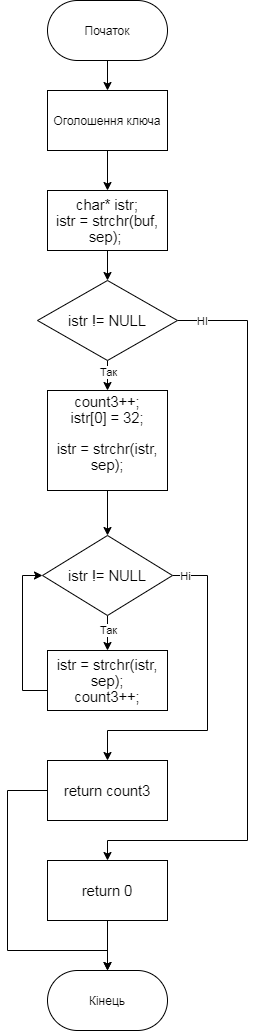 Початок
Оголошення ключа
char* istr;
istr = strchr(buf,
sep);
istr != NULL
Ні
Так
count3++;
istr[0] = 32;
istr = strchr(istr,
sep);
istr != NULL
Ні
Так
istr = strchr(istr,
sep);
count3++;
return count3
return 0
Кінець